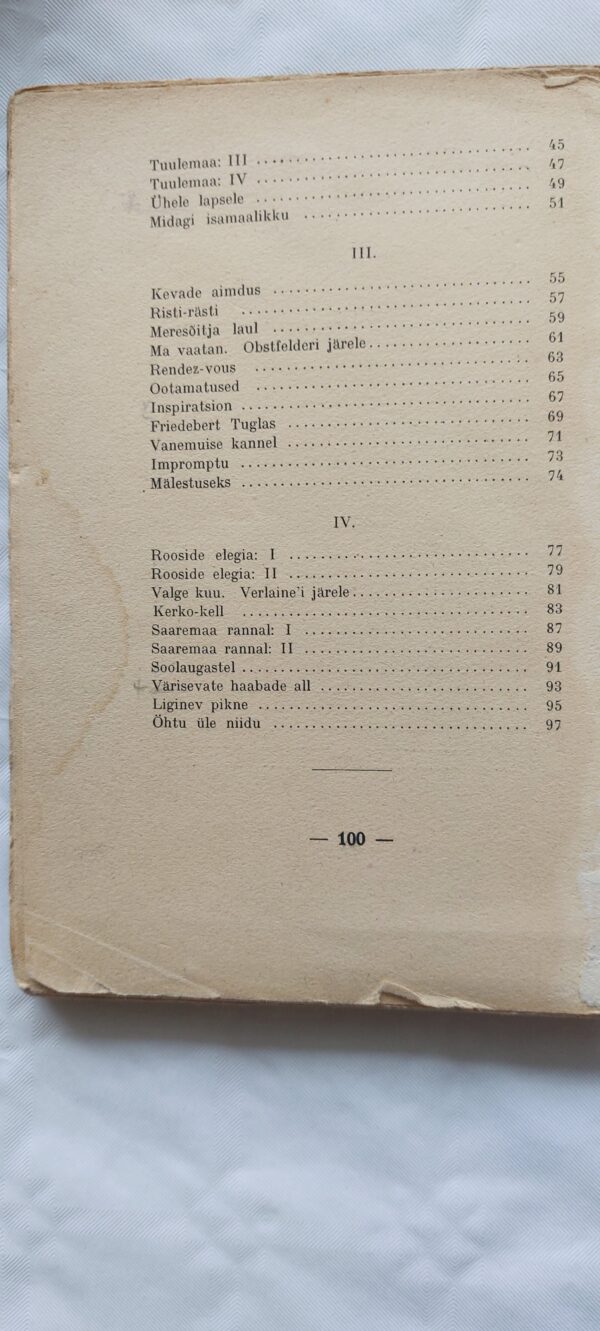 Tuulemaa: III .............................. 45
Tuulemaa: IV .............................. 47
Ühele lapsele .............................. 49
Midagi isamaalikku ......................... 51
III.
Kevade aimdus .............................. 55
Risti-rästi .............................. 57
Meresõitja laul .............................. 59
Ma vaatan. Obstfelderi järele ................. 61
Rendez-vous .............................. 63
Ootamatused .............................. 65
Inspiratsion .............................. 67
Friedebert Tuglas .............................. 69
Vanemuise kannel .............................. 71
Impromptu .............................. 73
Mälestuseks .............................. 74
IV.
Rooside elegia: I .............................. 77
Rooside elegia: II .............................. 79
Valge kuu. Verlaine'i järele ................... 81
Kerko-kell .............................. 83
Saaremaa rannal: I ......................... 87
Saaremaa rannal: II ......................... 89
Soolaugastel .............................. 91
Värisevate haabade all ...................... 93
Liginev pikne .............................. 95
Õhtu üle niidu .............................. 97
— 100 —